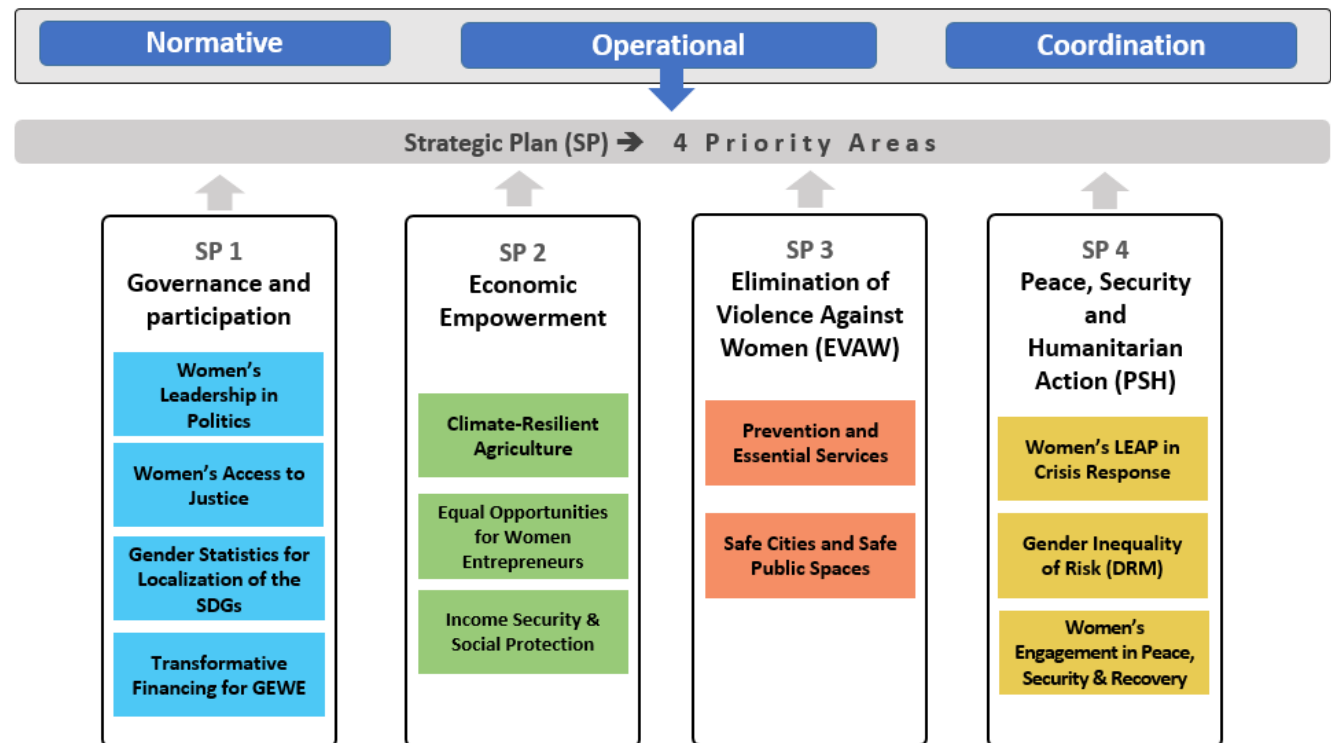 Normative
Operational
Coordination
Strategic Plan (SP) ➔ 4 Priority Areas
SP 1
Governance and
participation
Women's
Leadership in
Politics
Women's Access to
Justice
Gender Statistics for
Localization of the
SDGs
Transformative
Financing for GEWE
SP 2
Economic
Empowerment
Climate-Resilient
Agriculture
Equal Opportunities
for Women
Entrepreneurs
Income Security &
Social Protection
SP 3
Elimination of
Violence Against
Women (EVAW)
Prevention and
Essential Services
Safe Cities and Safe
Public Spaces
SP 4
Peace, Security
and
Humanitarian
Action (PSH)
Women's LEAP in
Crisis Response
Gender Inequality
of Risk (DRM)
Women's
Engagement in Peace,
Security & Recovery